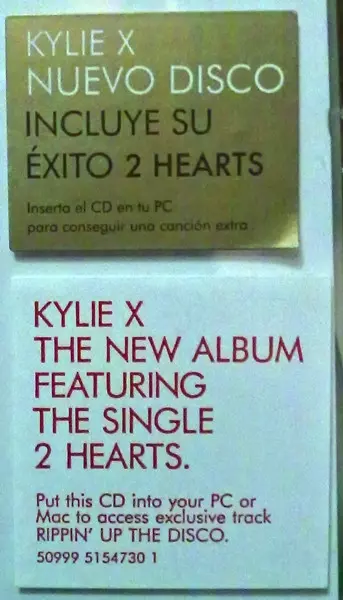 KYLIE X
NUEVO DISCO
INCLUYE SU
ÉXITO 2 HEARTS
Inserta el CD en tu PC
para conseguir una canción extra
KYLIE X
THE NEW ALBUM
FEATURING
THE SINGLE
2 HEARTS.
Put this CD into your PC or
Mac to access exclusive track
RIPPIN' UP THE DISCO.
50999 5154730 1